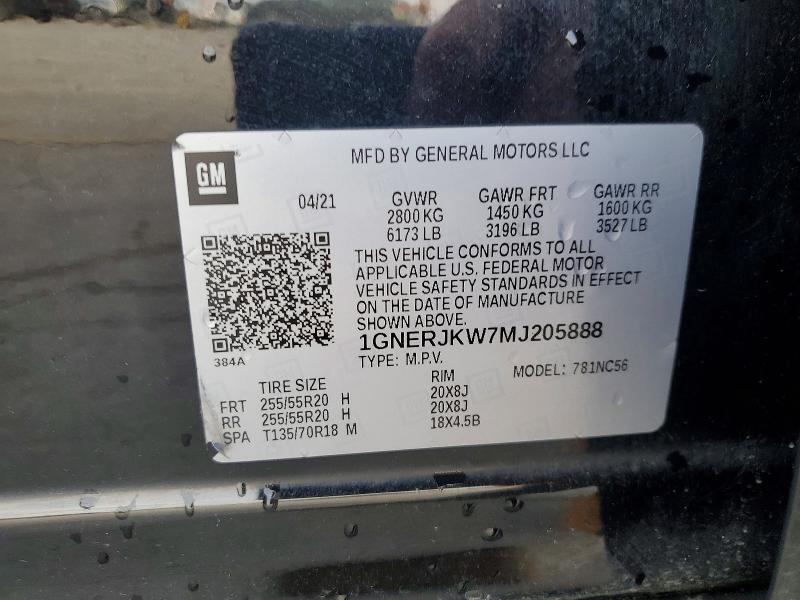 GM
MFD BY GENERAL MOTORS LLC
04/21 GVWR GAWR FRT GAWR RR
2800 KG 1450 KG 1600 KG
6173 LB 3196 LB 3527 LB
THIS VEHICLE CONFORMS TO ALL
APPLICABLE U.S. FEDERAL MOTOR
VEHICLE SAFETY STANDARDS IN EFFECT
ON THE DATE OF MANUFACTURE
SHOWN ABOVE.
1GNERJKW7MJ205888
384A
TYPE: M.P.V. MODEL: 781NC56
TIRE SIZE RIM
FRT 255/55R20 H 20X8J
RR 255/55R20 H 20X8J
SPA T135/70R18 M 18X4.5B